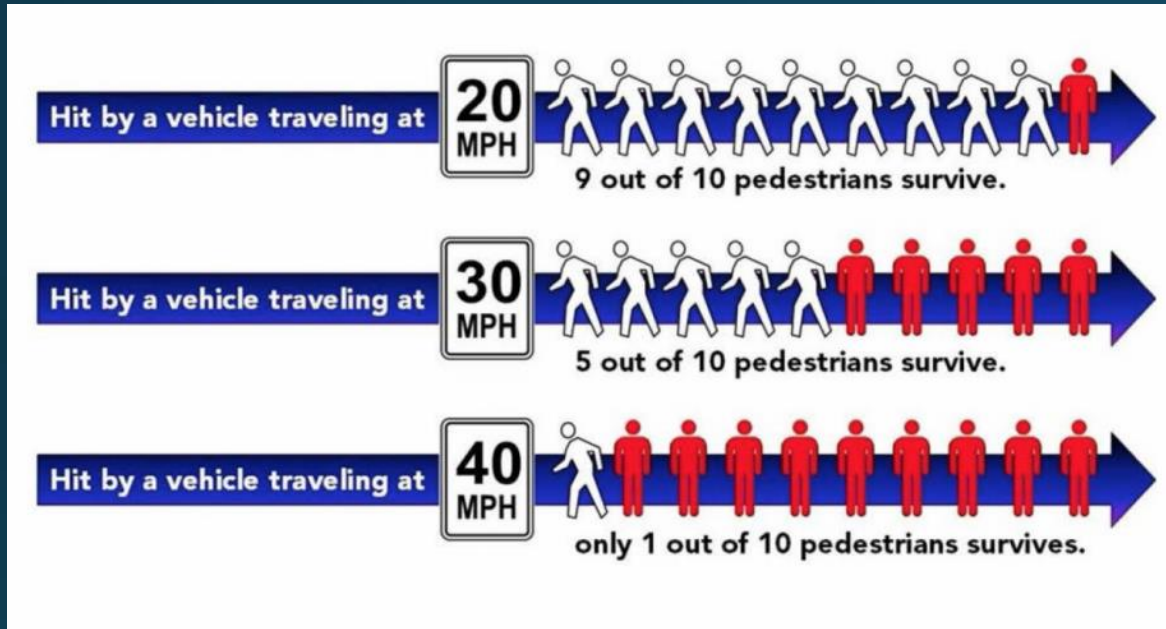 Hit by a vehicle traveling at
20
MPH
9 out of 10 pedestrians survive.
Hit by a vehicle traveling at
30
MPH
5 out of 10 pedestrians survive.
Hit by a vehicle traveling at
40
MPH
only 1 out of 10 pedestrians survives.